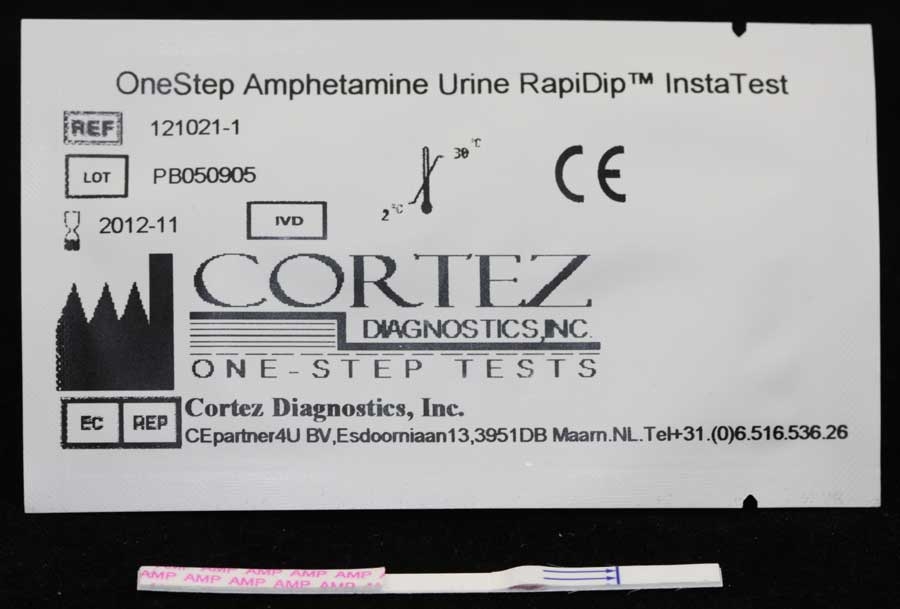 OneStep Amphetamine Urine RapiDip™ InstaTest
REF 121021-1
LOT PB050905
30 °C
2 °C
CE
2012-11
IVD
CORTEZ
DIAGNOSTICS,INC.
ONE-STEP TESTS
EC REP
Cortez Diagnostics, Inc.
CEpartner4U BV,Esdoorniaan13,3951DB Maarn.NL.Tel+31.(0)6.516.536.26
AMP AMP AMP AMP
AMP AMP AMP AMP AMP